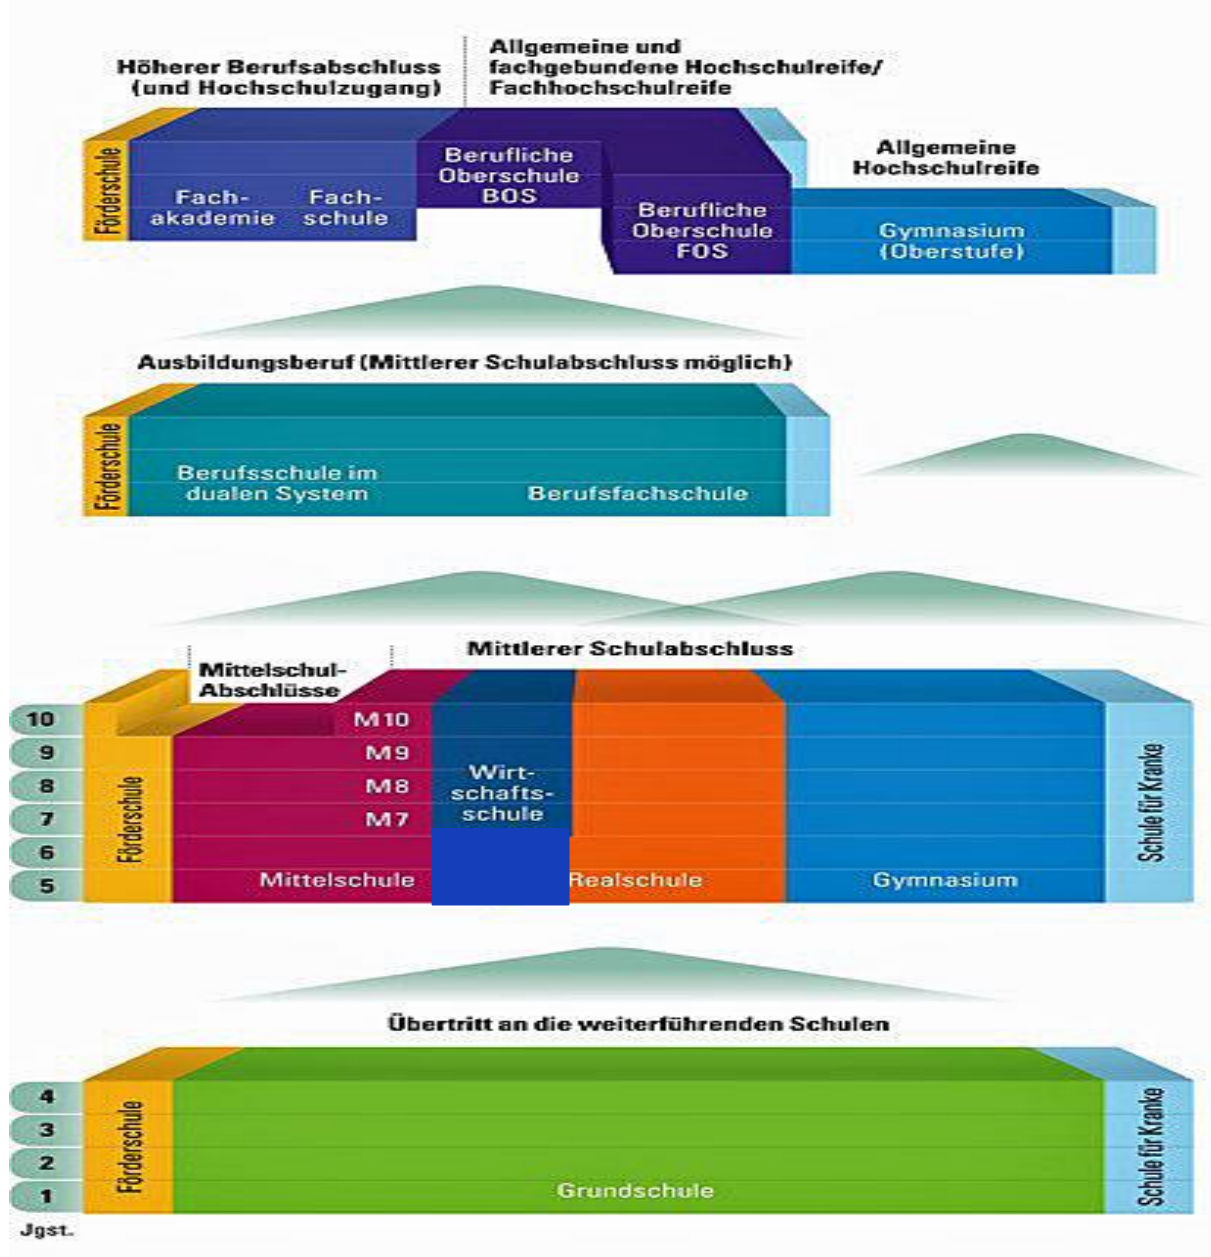 Höherer Berufsabschluss
(und Hochschulzugang)
Allgemeine und
fachgebundene Hochschulreife/
Fachhochschulreife
Allgemeine
Hochschulreife
Förderschule
Fach-
akademie
Fach-
schule
Berufliche
Oberschule
BOS
Berufliche
Oberschule
FOS
Gymnasium
(Oberstufe)
Ausbildungsberuf (Mittlerer Schulabschluss möglich)
Förderschule
Berufsschule im
dualen System
Berufsfachschule
Mittelschul-
Abschlüsse
Mittlerer Schulabschluss
10
9
8
7
6
5
Förderschule
M10
M9
M8
M7
Mittelschule
Wirt-
schafts-
schule
Realschule
Gymnasium
Schule für Kranke
Übertritt an die weiterführenden Schulen
4
3
2
1
Jgst.
Förderschule
Grundschule
Schule für Kranke